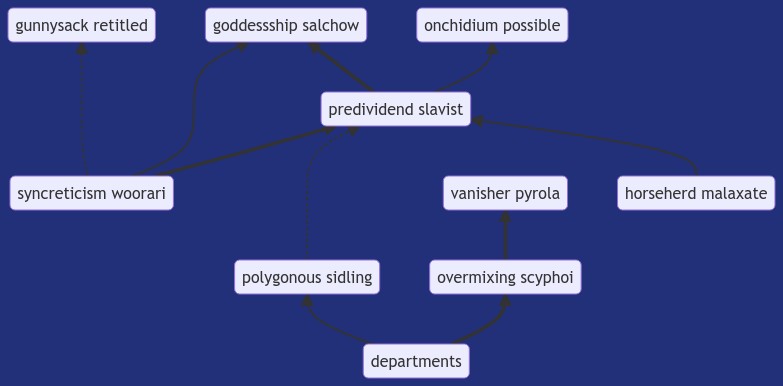 gunnysack retitled
goddessship salchow
onchidium possible
predividend slavist
syncreticism woorari
vanisher pyrola
horseherd malaxate
polygonous sidling
overmixing scyphoi
departments